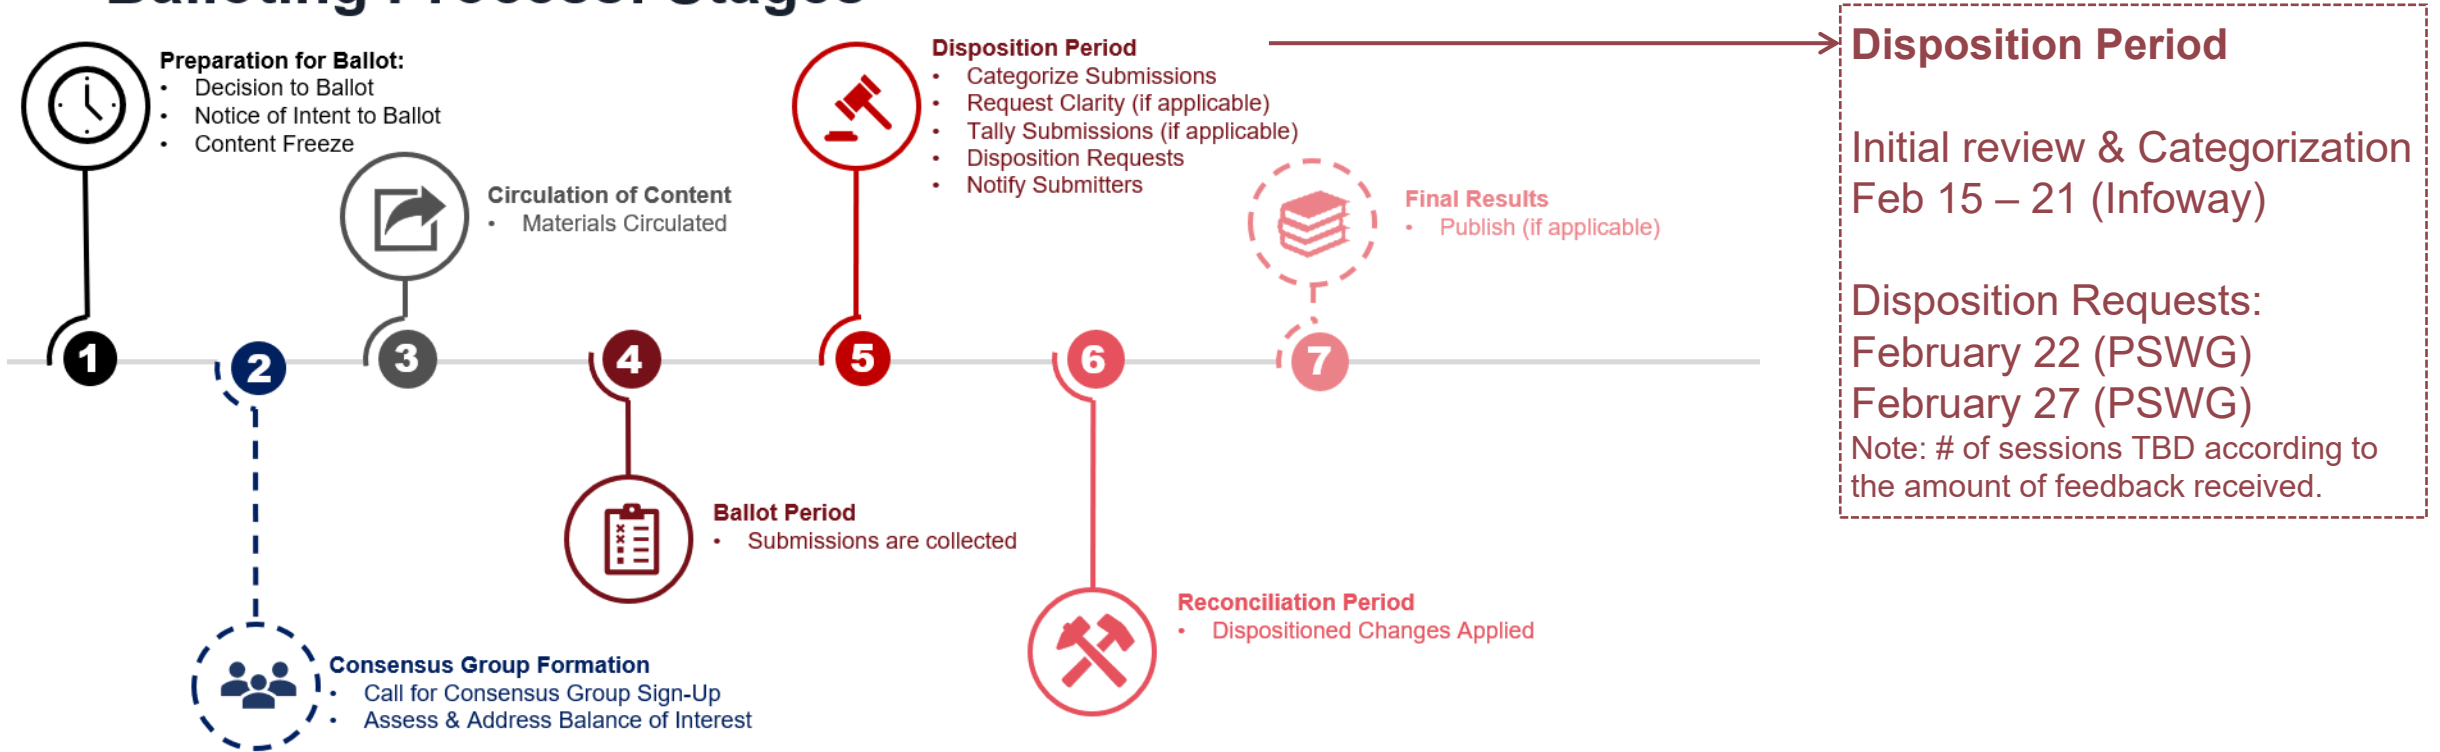 Balloting Process: Stages
Preparation for Ballot:
• Decision to Ballot
• Notice of Intent to Ballot
• Content Freeze
Circulation of Content
• Materials Circulated
Disposition Period
• Categorize Submissions
• Request Clarity (if applicable)
• Tally Submissions (if applicable)
• Disposition Requests
• Notify Submitters
Final Results
• Publish (if applicable)
1
2
3
4
5
6
7
Ballot Period
• Submissions are collected
Reconciliation Period
• Dispositioned Changes Applied
Consensus Group Formation
• Call for Consensus Group Sign-Up
• Assess & Address Balance of Interest
Disposition Period
Initial review & Categorization
Feb 15 – 21 (Infoway)
Disposition Requests:
February 22 (PSWG)
February 27 (PSWG)
Note: # of sessions TBD according to
the amount of feedback received.